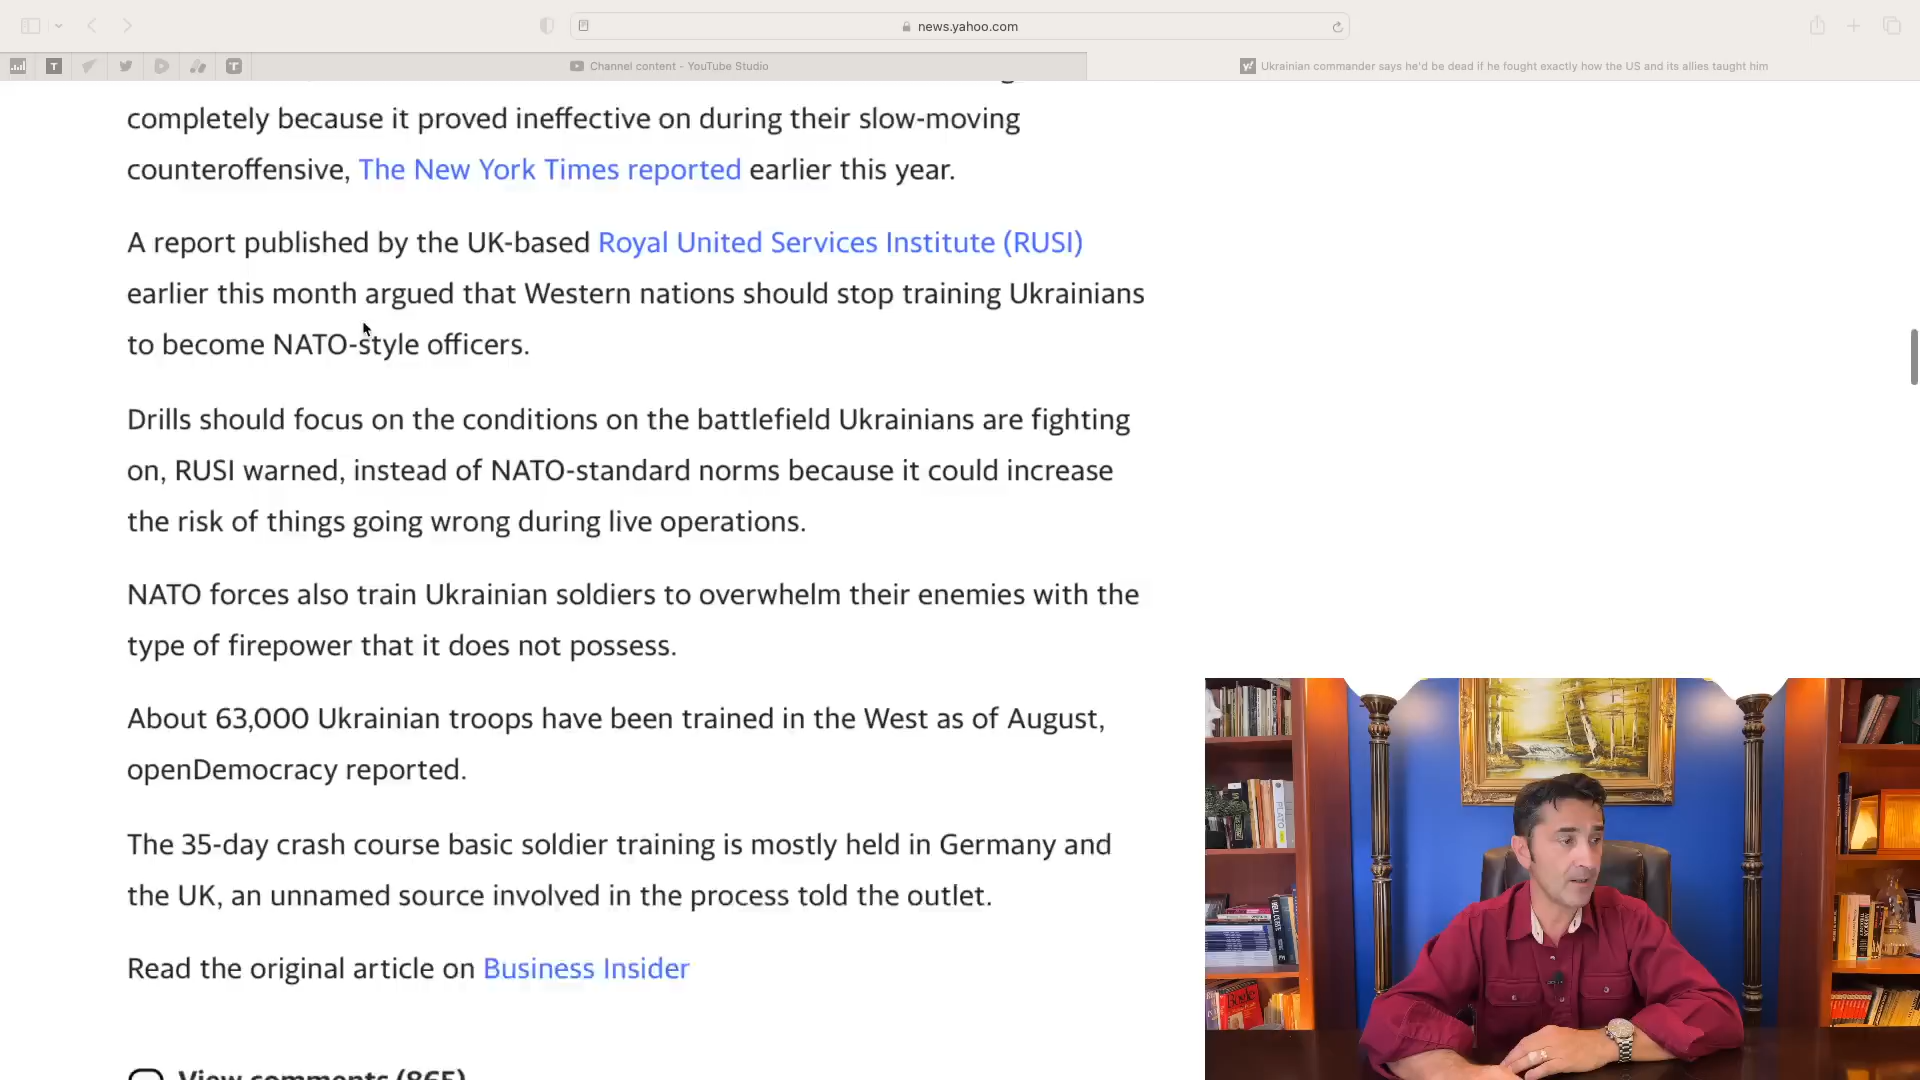 news.yahoo.com
Channel content - YouTube Studio
Ukrainian commander says he'd be dead if he fought exactly how the US and its allies taught him
completely because it proved ineffective on during their slow-moving
counteroffensive, The New York Times reported earlier this year.
A report published by the UK-based Royal United Services Institute (RUSI)
earlier this month argued that Western nations should stop training Ukrainians
to become NATO-style officers.
Drills should focus on the conditions on the battlefield Ukrainians are fighting
on, RUSI warned, instead of NATO-standard norms because it could increase
the risk of things going wrong during live operations.
NATO forces also train Ukrainian soldiers to overwhelm their enemies with the
type of firepower that it does not possess.
About 63,000 Ukrainian troops have been trained in the West as of August,
openDemocracy reported.
The 35-day crash course basic soldier training is mostly held in Germany and
the UK, an unnamed source involved in the process told the outlet.
Read the original article on Business Insider
View comments (865)
PLATO